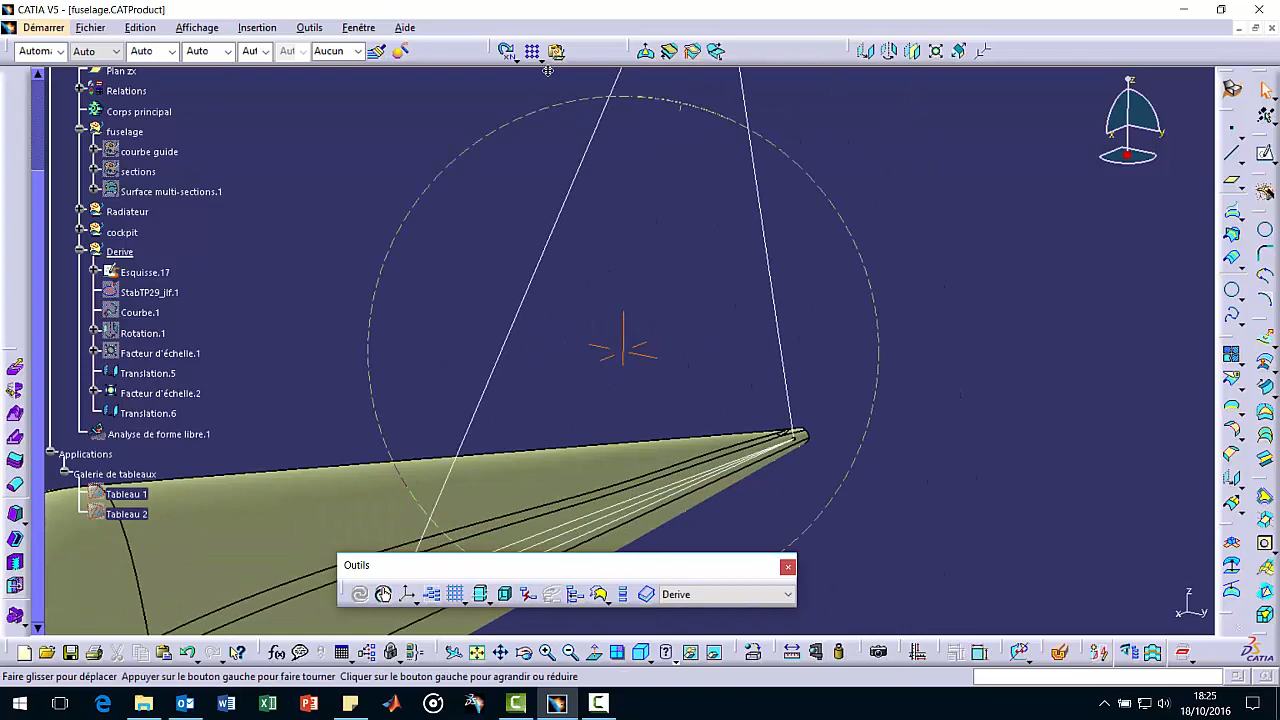 CATIA V5 - [fuselage.CATProduct]
Démarrer Fichier Edition Affichage Insertion Outils Fenêtre Aide
Automa Auto Auto Auto Aut Aut Aucun
Plan zx
Relations
Corps principal
fuselage
courbe guide
sections
Surface multi-sections.1
Radiateur
cockpit
Derive
Esquisse.17
StabTP29_jlf.1
Courbe.1
Rotation.1
Facteur d'échelle.1
Translation.5
Facteur d'échelle.2
Translation.6
Analyse de forme libre.1
Applications
Galerie de tableaux
Tableau 1
Tableau 2
z
x
y
Outils
Derive
z
x
y
f(x)
CATIA
Faire glisser pour déplacer Appuyer sur le bouton gauche pour faire tourner Cliquer sur le bouton gauche pour agrandir ou réduire
18:25
18/10/2016